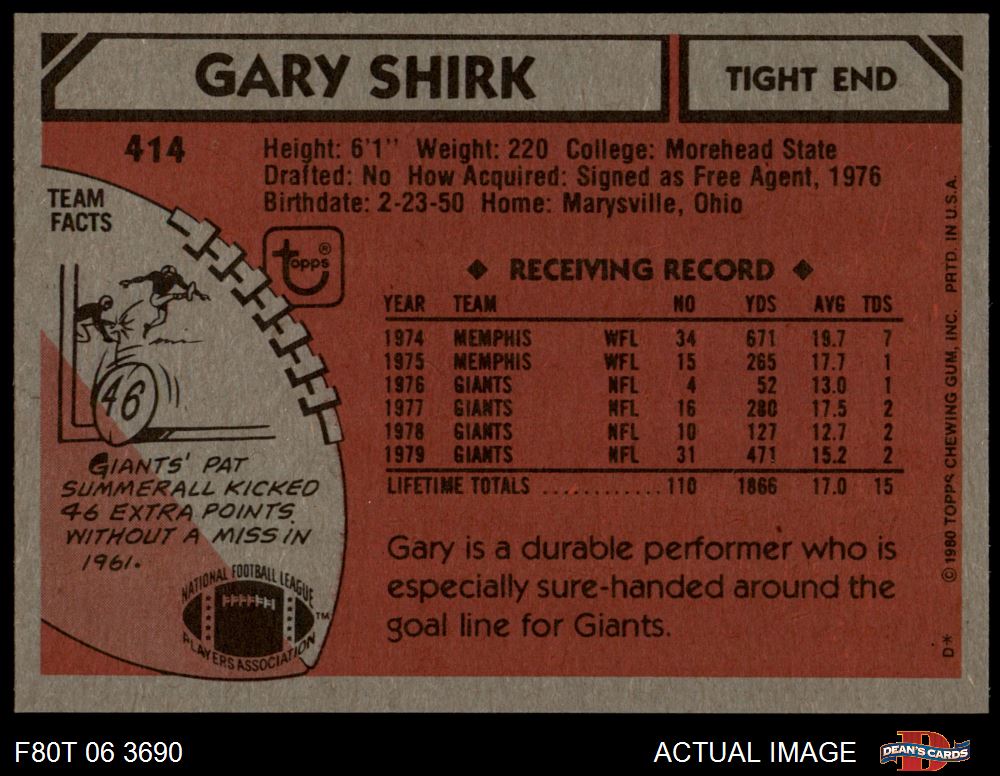 GARY SHIRK
TIGHT END
414
Height: 6'1" Weight: 220 College: Morehead State
Drafted: No How Acquired: Signed as Free Agent, 1976
Birthdate: 2-23-50 Home: Marysville, Ohio
TEAM
FACTS
topps®
46
GIANTS' PAT
SUMMERALL KICKED
46 EXTRA POINTS
WITHOUT A MISS IN
1961.
NATIONAL FOOTBALL LEAGUE
PLAYERS ASSOCIATION
TM
◆ RECEIVING RECORD ◆
YEAR TEAM NO YDS AVG TDS
1974 MEMPHIS WFL 34 671 19.7 7
1975 MEMPHIS WFL 15 265 17.7 1
1976 GIANTS NFL 4 52 13.0 1
1977 GIANTS NFL 16 280 17.5 2
1978 GIANTS NFL 10 127 12.7 2
1979 GIANTS NFL 31 471 15.2 2
LIFETIME TOTALS ............ 110 1866 17.0 15
Gary is a durable performer who is
especially sure-handed around the
goal line for Giants.
D* © 1980 TOPPS CHEWING GUM, INC. PRTD. IN U.S.A.
F80T 06 3690
ACTUAL IMAGE
D
DEAN'S CARDS